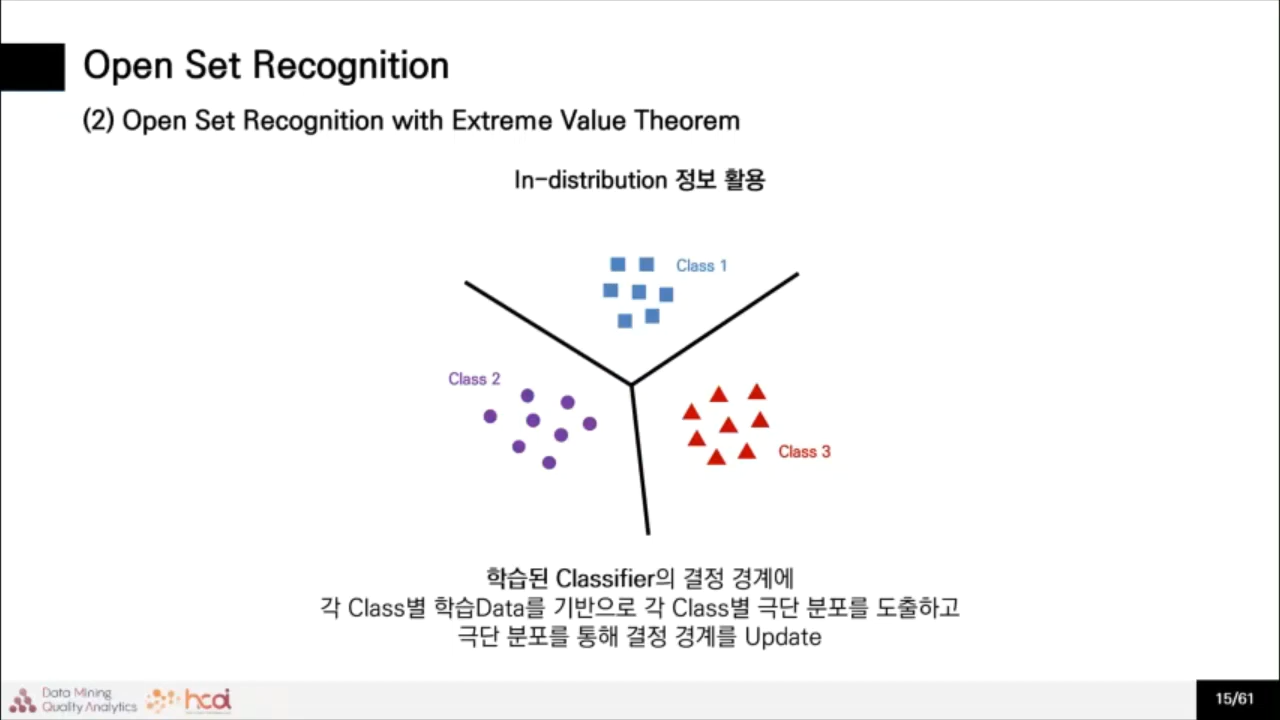 Open Set Recognition
(2) Open Set Recognition with Extreme Value Theorem
In-distribution 정보 활용
Class 1
Class 2
Class 3
학습된 Classifier의 결정 경계에
각 Class별 학습Data를 기반으로 각 Class별 극단 분포를 도출하고
극단 분포를 통해 결정 경계를 Update
Data Mining
Quality Analytics
hcai
15/61